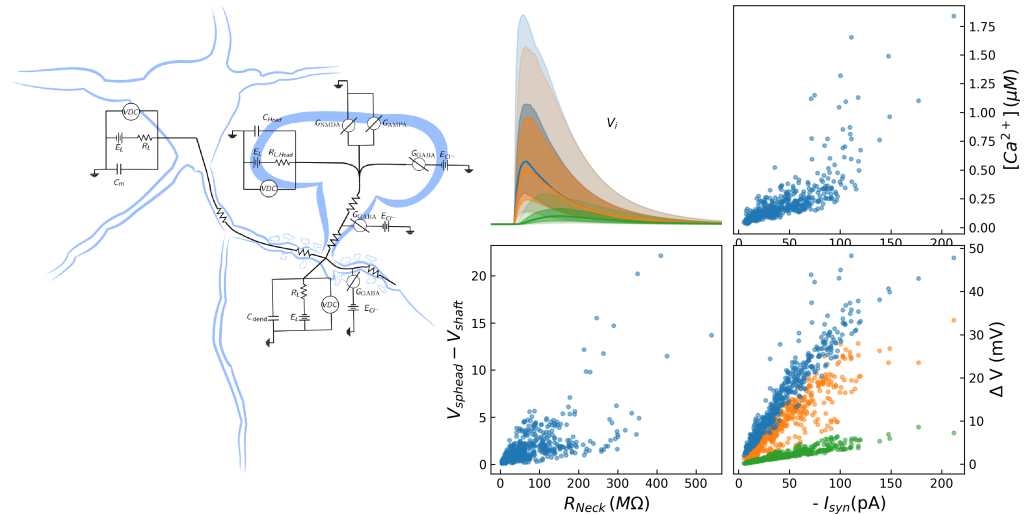 VDC
E_L
R_L
C_m
C_Head
E_L
R_L,Head
VDC
G_NMDA
G_AMPA
G_GABA
E_Cl⁻
G_GABA
E_Cl⁻
R_L
C_dend
E_L
VDC
G_GABA
E_Cl⁻
V_i
1.75
1.50
1.25
1.00
0.75
0.50
0.25
0.00
[Ca²⁺] (μM)
0 50 100 150 200
20
15
10
5
0
V_sphead − V_shaft
0 100 200 300 400 500
R_Neck (MΩ)
50
40
30
20
10
0
Δ V (mV)
0 50 100 150 200
- I_syn(pA)